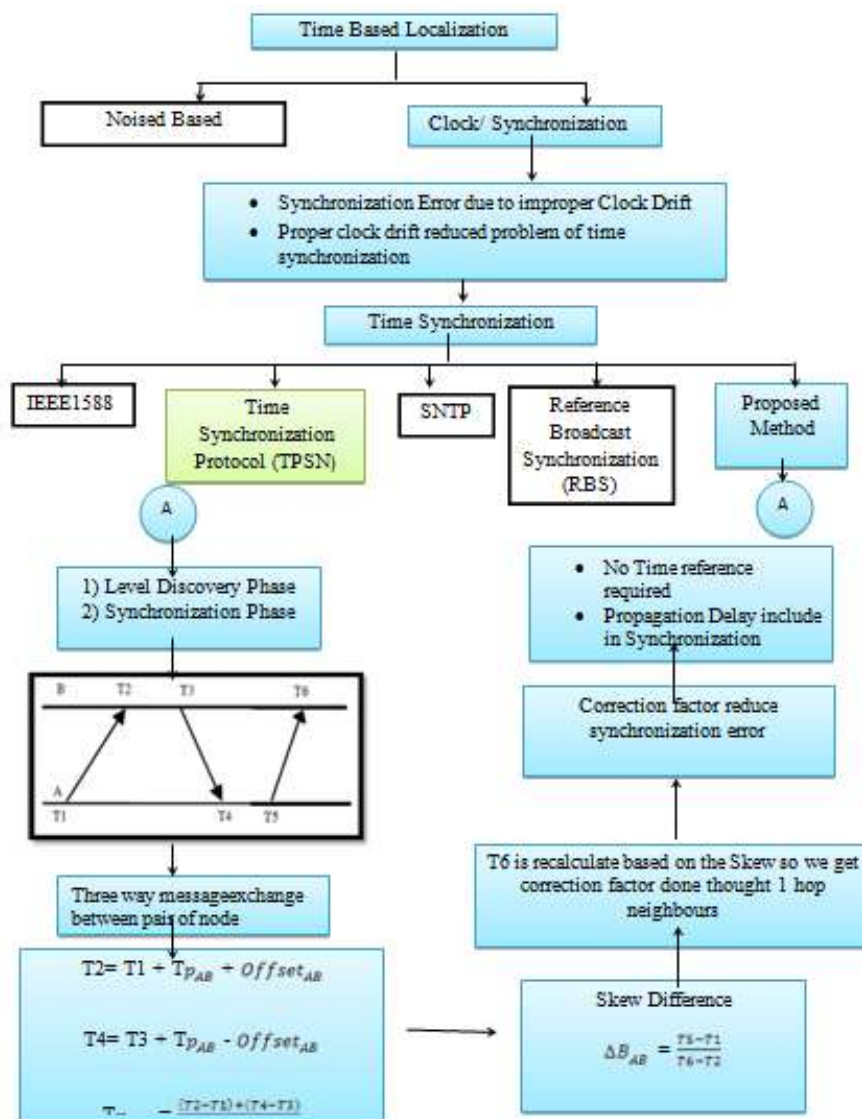 Time Based Localization
Noised Based
Clock/ Synchronization
• Synchronization Error due to improper Clock Drift
• Proper clock drift reduced problem of time
synchronization
Time Synchronization
IEEE1588
Time
Synchronization
Protocol (TPSN)
SNTP
Reference
Broadcast
Synchronization
(RBS)
Proposed
Method
A
A
1) Level Discovery Phase
2) Synchronization Phase
B T2 T3 T6
A
T1 T4 T5
Three way messageexchange
between pair of node
T2= T1 + Tp_AB + Offset_AB
T4= T3 + Tp_AB - Offset_AB
= (T2-T1)+(T4-T3)
Skew Difference
ΔB_AB = T5-T1
T6-T2
T6 is recalculate based on the Skew so we get
correction factor done thought 1 hop
neighbours
Correction factor reduce
synchronization error
• No Time reference
required
• Propagation Delay include
in Synchronization